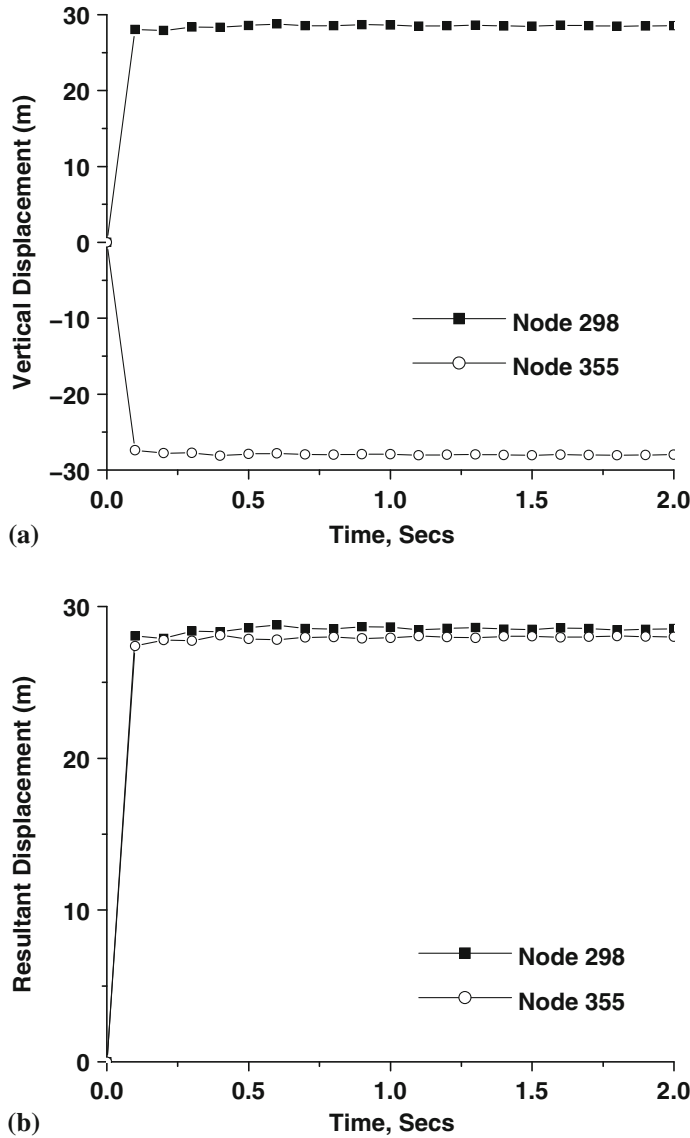 30
20
10
0
−10
−20
−30
Vertical Displacement (m)
Node 298
Node 355
0.0 0.5 1.0 1.5 2.0
Time, Secs
(a)
30
20
10
0
Resultant Displacement (m)
Node 298
Node 355
0.0 0.5 1.0 1.5 2.0
Time, Secs
(b)